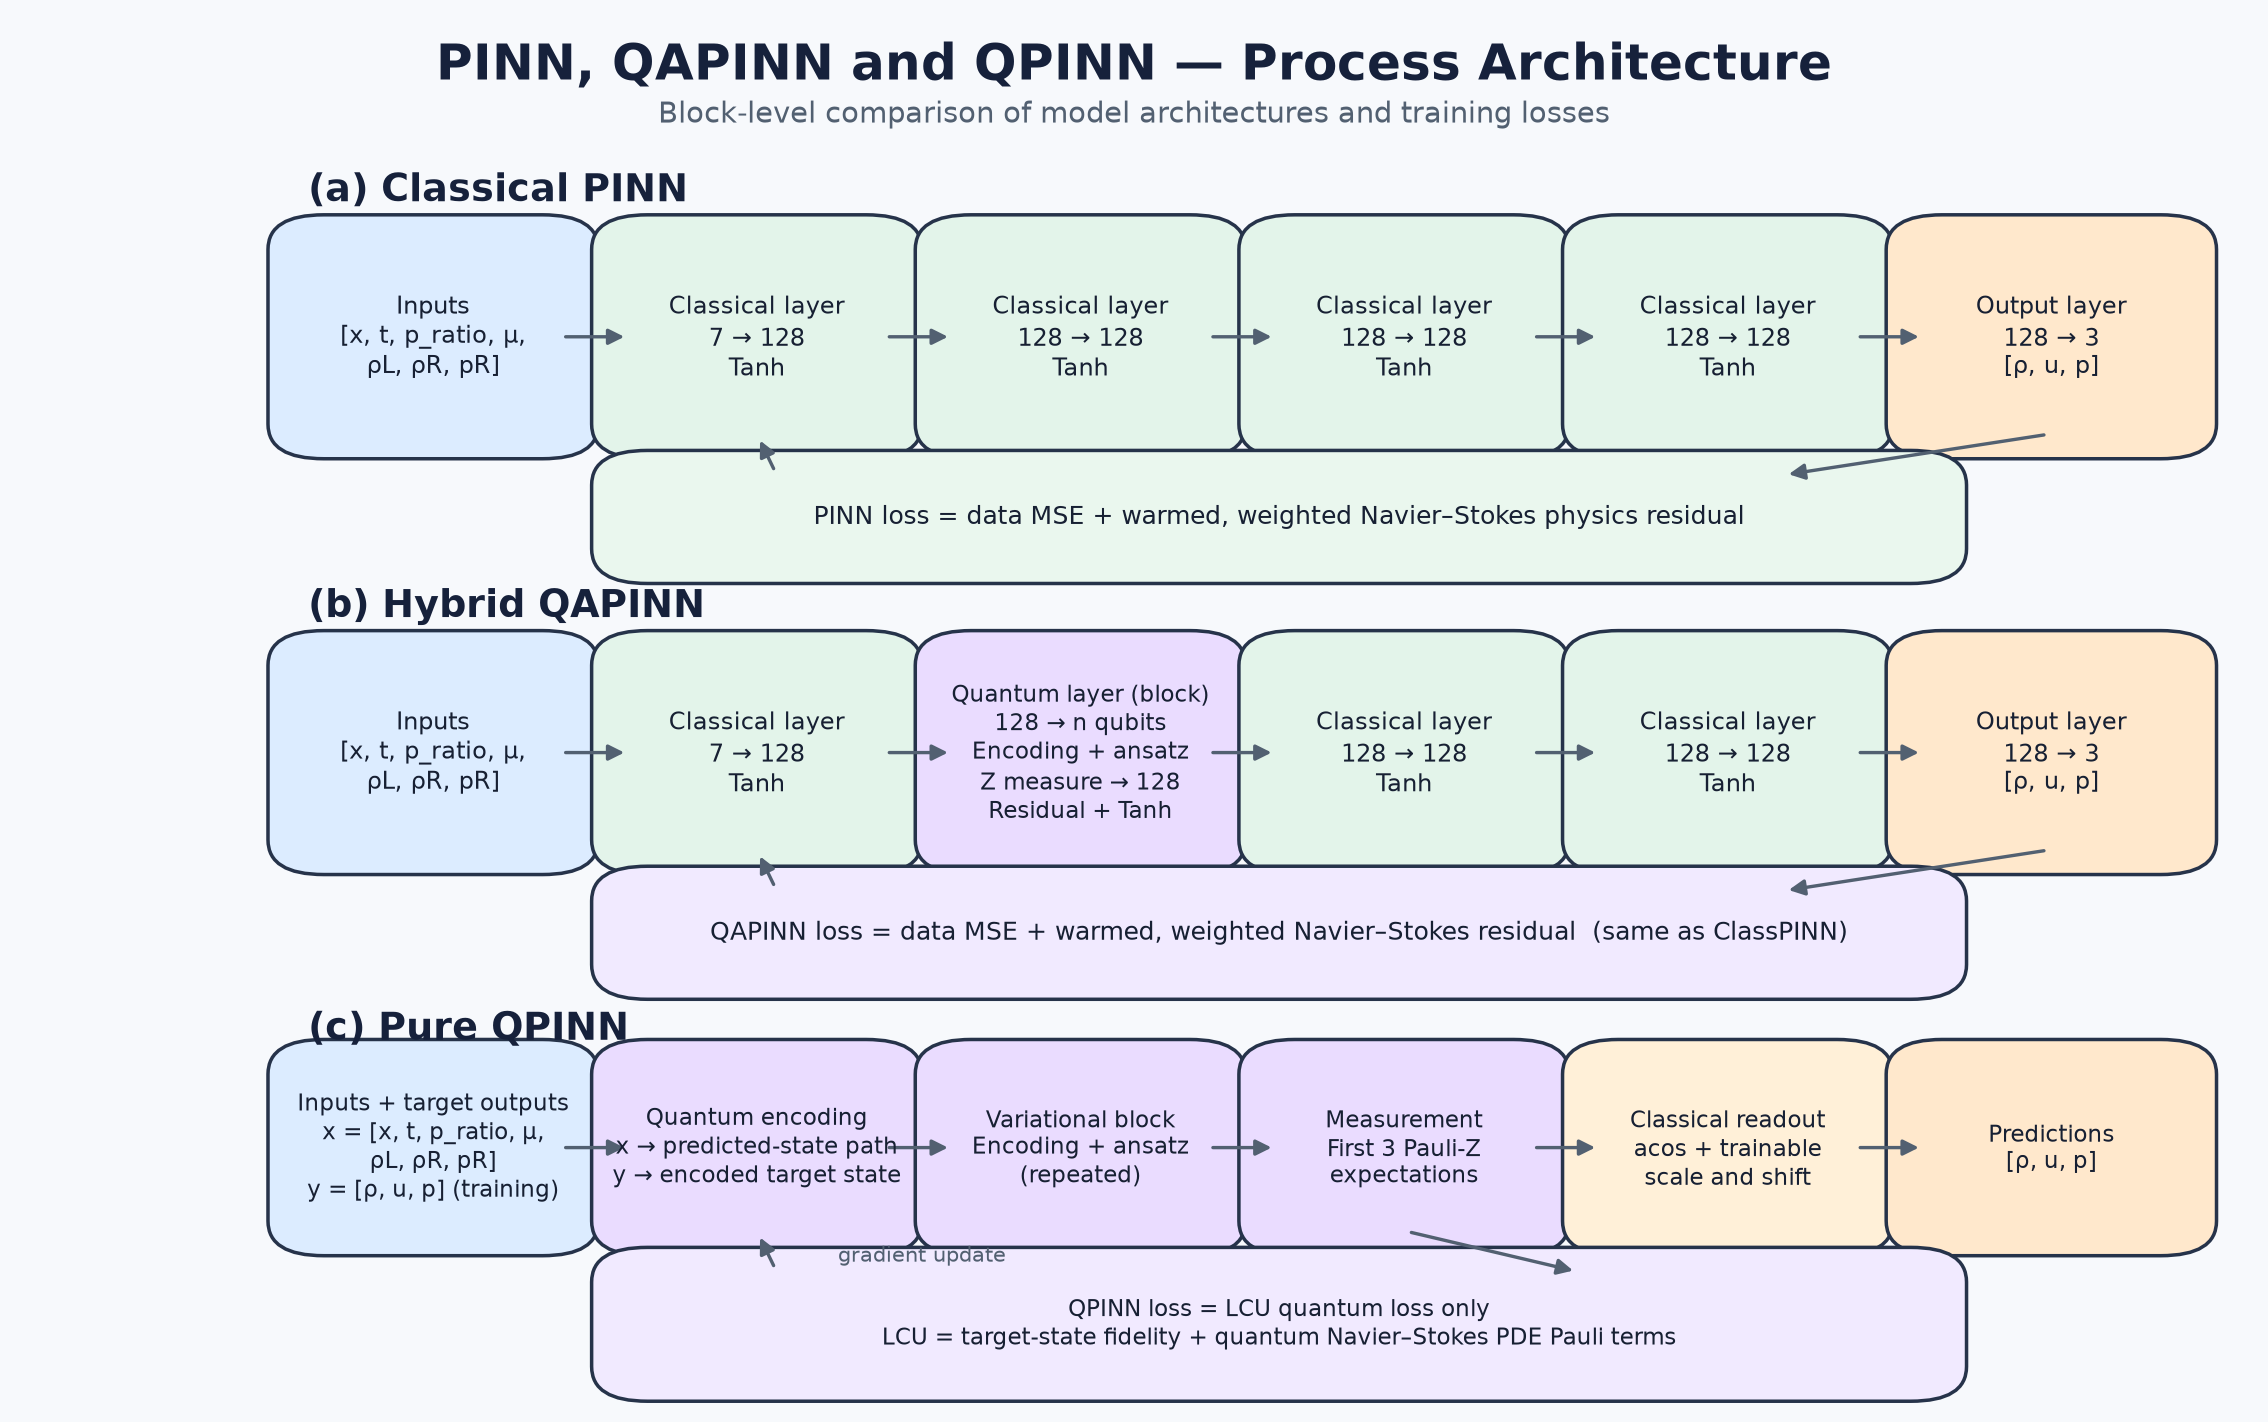 PINN, QAPINN and QPINN — Process Architecture
Block-level comparison of model architectures and training losses
(a) Classical PINN
Inputs
[x, t, p_ratio, μ,
ρL, ρR, pR]
Classical layer
7 → 128
Tanh
Classical layer
128 → 128
Tanh
Classical layer
128 → 128
Tanh
Classical layer
128 → 128
Tanh
Output layer
128 → 3
[ρ, u, p]
PINN loss = data MSE + warmed, weighted Navier–Stokes physics residual
(b) Hybrid QAPINN
Inputs
[x, t, p_ratio, μ,
ρL, ρR, pR]
Classical layer
7 → 128
Tanh
Quantum layer (block)
128 → n qubits
Encoding + ansatz
Z measure → 128
Residual + Tanh
Classical layer
128 → 128
Tanh
Classical layer
128 → 128
Tanh
Output layer
128 → 3
[ρ, u, p]
QAPINN loss = data MSE + warmed, weighted Navier–Stokes residual  (same as ClassPINN)
(c) Pure QPINN
Inputs + target outputs
x = [x, t, p_ratio, μ,
ρL, ρR, pR]
y = [ρ, u, p] (training)
Quantum encoding
x → predicted-state path
y → encoded target state
Variational block
Encoding + ansatz
(repeated)
Measurement
First 3 Pauli-Z
expectations
Classical readout
acos + trainable
scale and shift
Predictions
[ρ, u, p]
gradient update
QPINN loss = LCU quantum loss only
LCU = target-state fidelity + quantum Navier–Stokes PDE Pauli terms